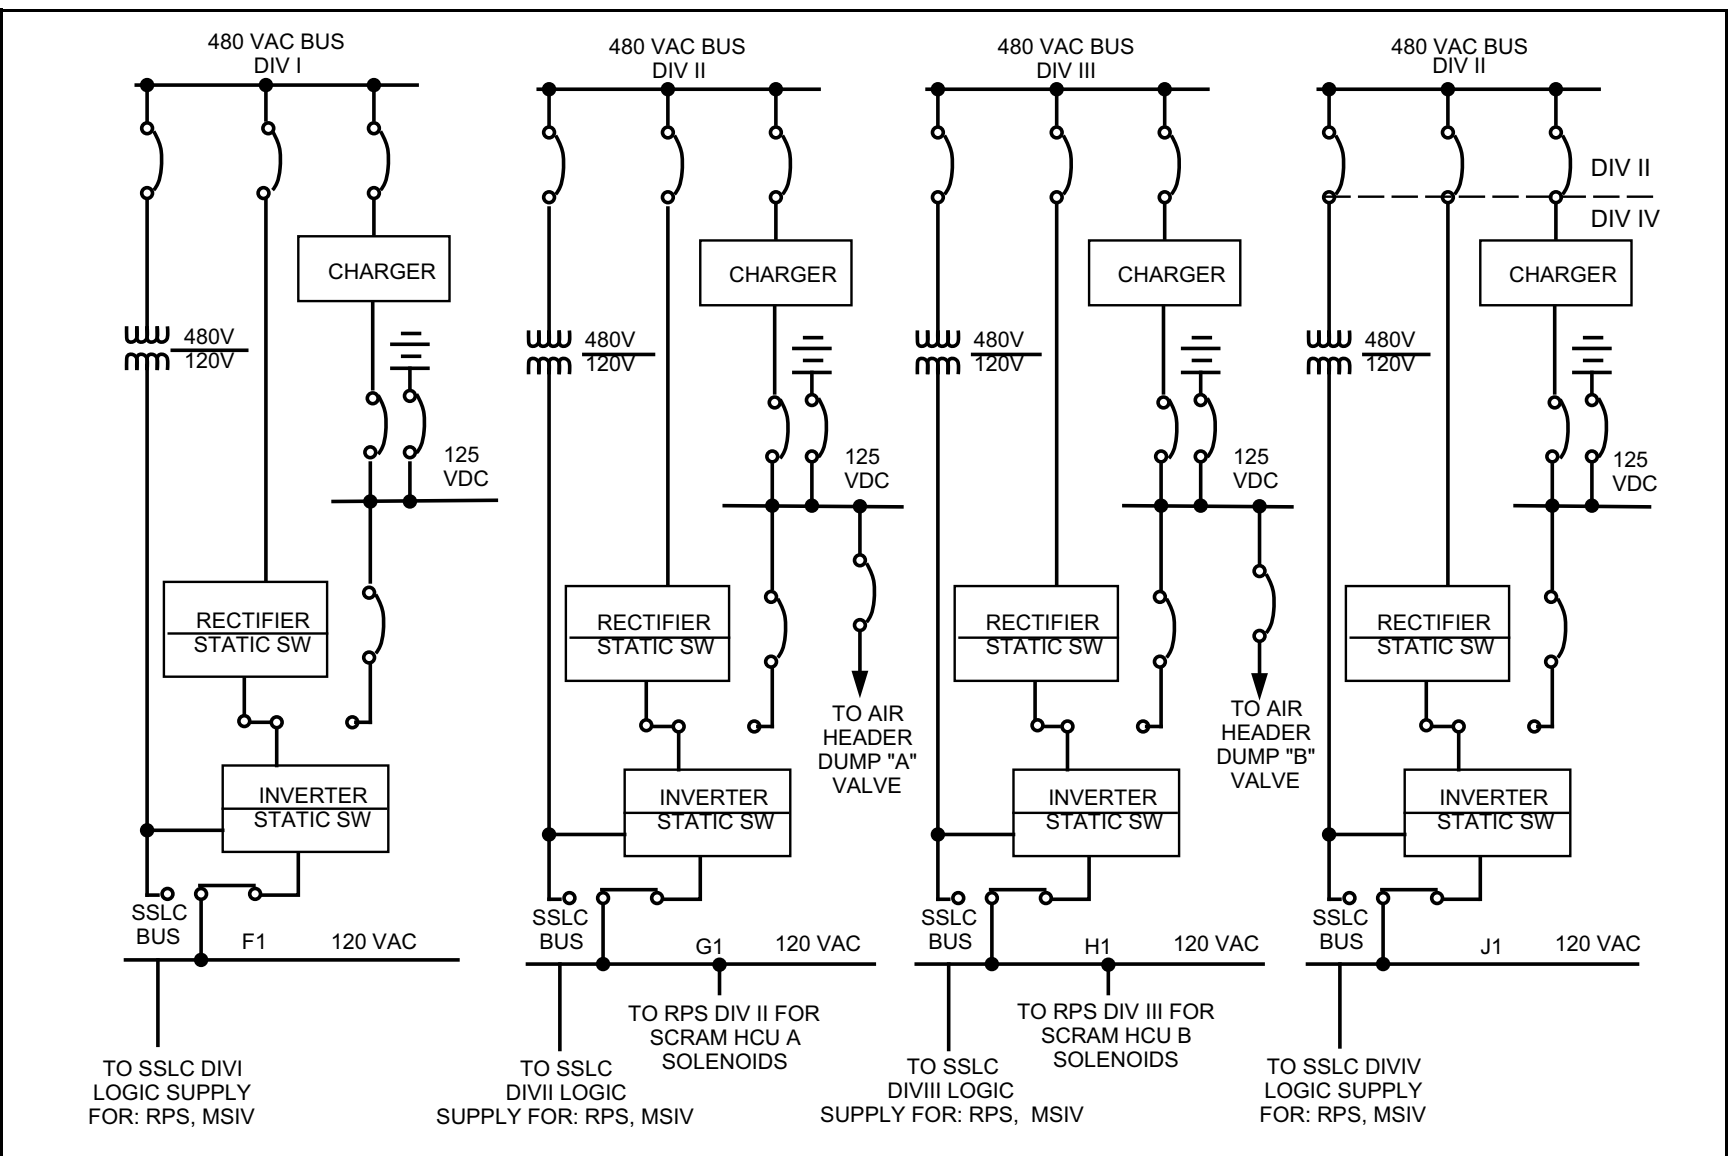 480 VAC BUS
DIV I
CHARGER
480V
120V
125
VDC
RECTIFIER
STATIC SW
INVERTER
STATIC SW
SSLC
BUS
F1
120 VAC
TO SSLC DIVI
LOGIC SUPPLY
FOR: RPS, MSIV
480 VAC BUS
DIV II
CHARGER
480V
120V
125
VDC
RECTIFIER
STATIC SW
TO AIR
HEADER
DUMP "A"
VALVE
INVERTER
STATIC SW
SSLC
BUS
G1
120 VAC
TO RPS DIV II FOR
SCRAM HCU A
SOLENOIDS
TO SSLC
DIVII LOGIC
SUPPLY FOR: RPS, MSIV
480 VAC BUS
DIV III
CHARGER
480V
120V
125
VDC
RECTIFIER
STATIC SW
TO AIR
HEADER
DUMP "B"
VALVE
INVERTER
STATIC SW
SSLC
BUS
H1
120 VAC
TO RPS DIV III FOR
SCRAM HCU B
SOLENOIDS
TO SSLC
DIVIII LOGIC
SUPPLY FOR: RPS, MSIV
480 VAC BUS
DIV II
DIV II
DIV IV
CHARGER
480V
120V
125
VDC
RECTIFIER
STATIC SW
INVERTER
STATIC SW
SSLC
BUS
J1
120 VAC
TO SSLC DIVIV
LOGIC SUPPLY
FOR: RPS, MSIV